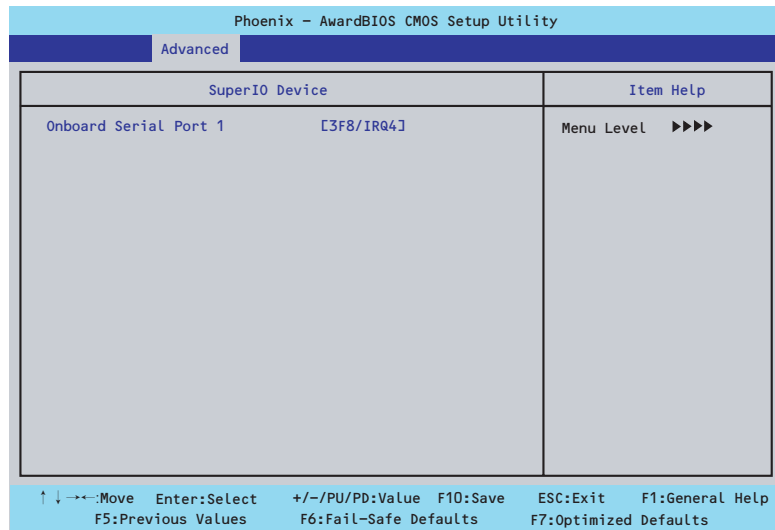 Phoenix – AwardBIOS CMOS Setup Utility
Advanced
SuperIO Device
Item Help
Onboard Serial Port 1 [3F8/IRQ4]
Menu Level ▶▶▶▶
↑↓→←:Move Enter:Select +/-/PU/PD:Value F10:Save ESC:Exit F1:General Help
F5:Previous Values F6:Fail-Safe Defaults F7:Optimized Defaults